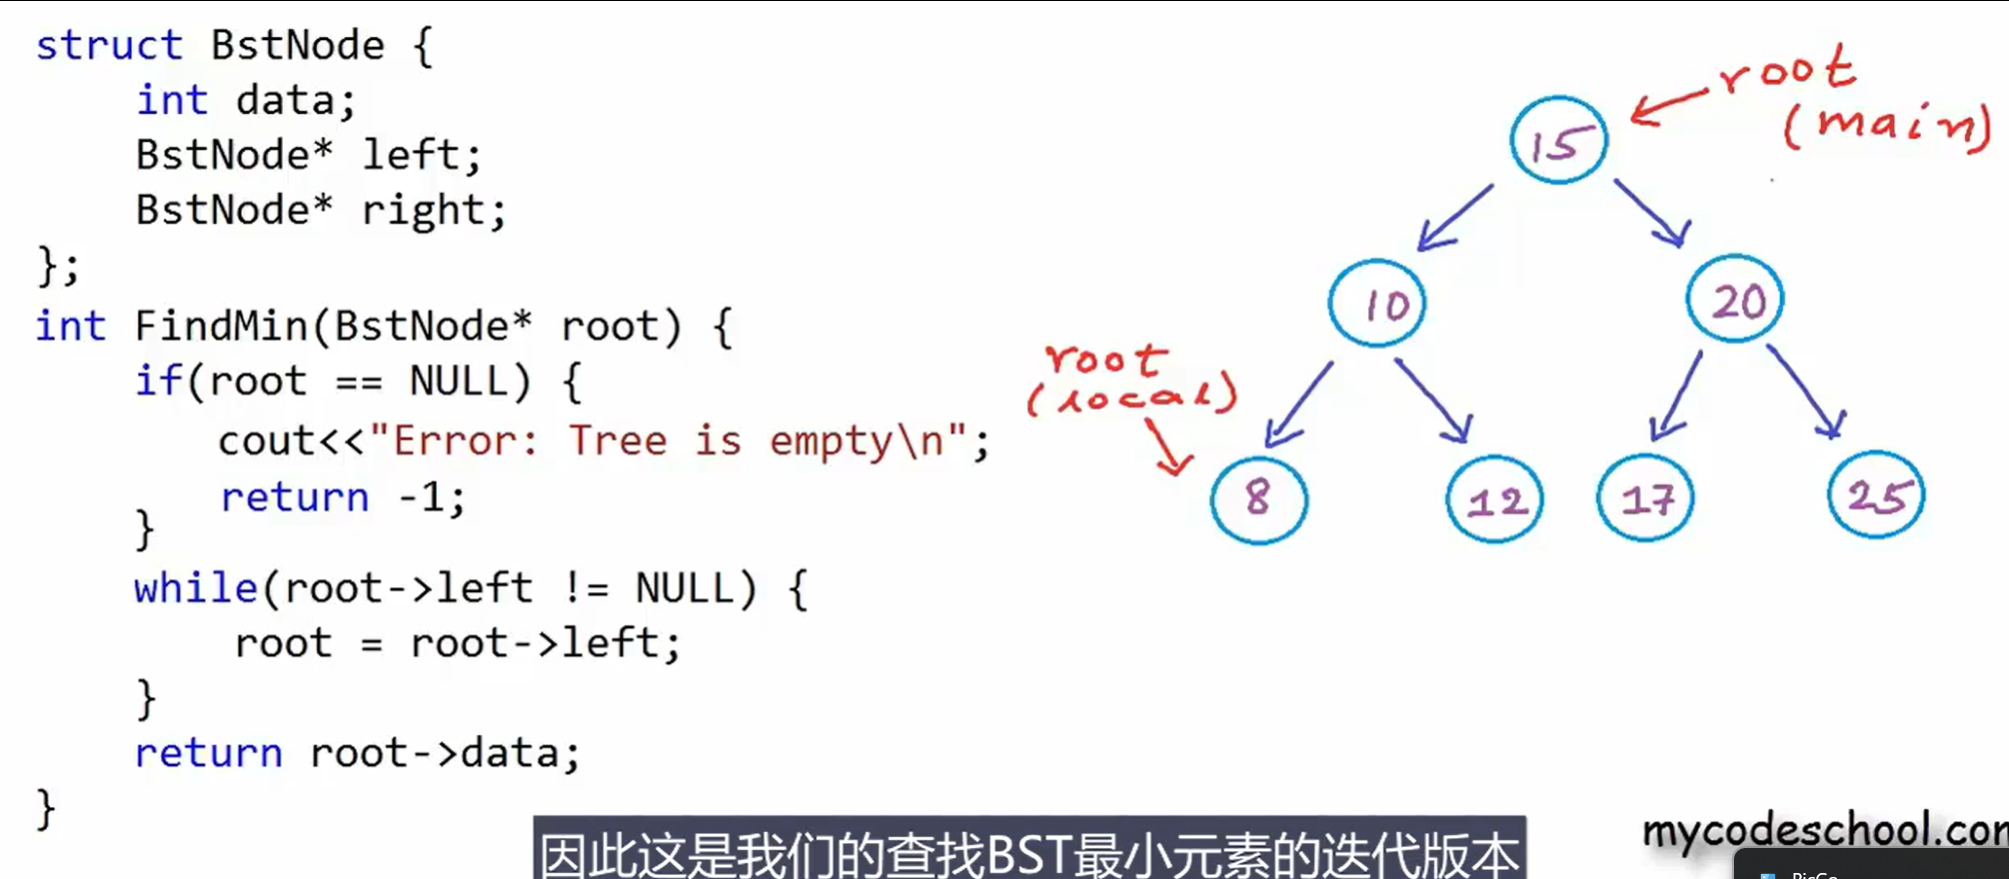 struct BstNode {
int data;
BstNode* left;
BstNode* right;
};
int FindMin(BstNode* root) {
if(root == NULL) {
cout<<"Error: Tree is empty\n";
return -1;
}
while(root->left != NULL) {
root = root->left;
}
return root->data;
}
root
(main)
15
10
20
root
(local)
8
12
17
25
因此这是我们的查找BST最小元素的迭代版本
mycodeschool.con
PicGo